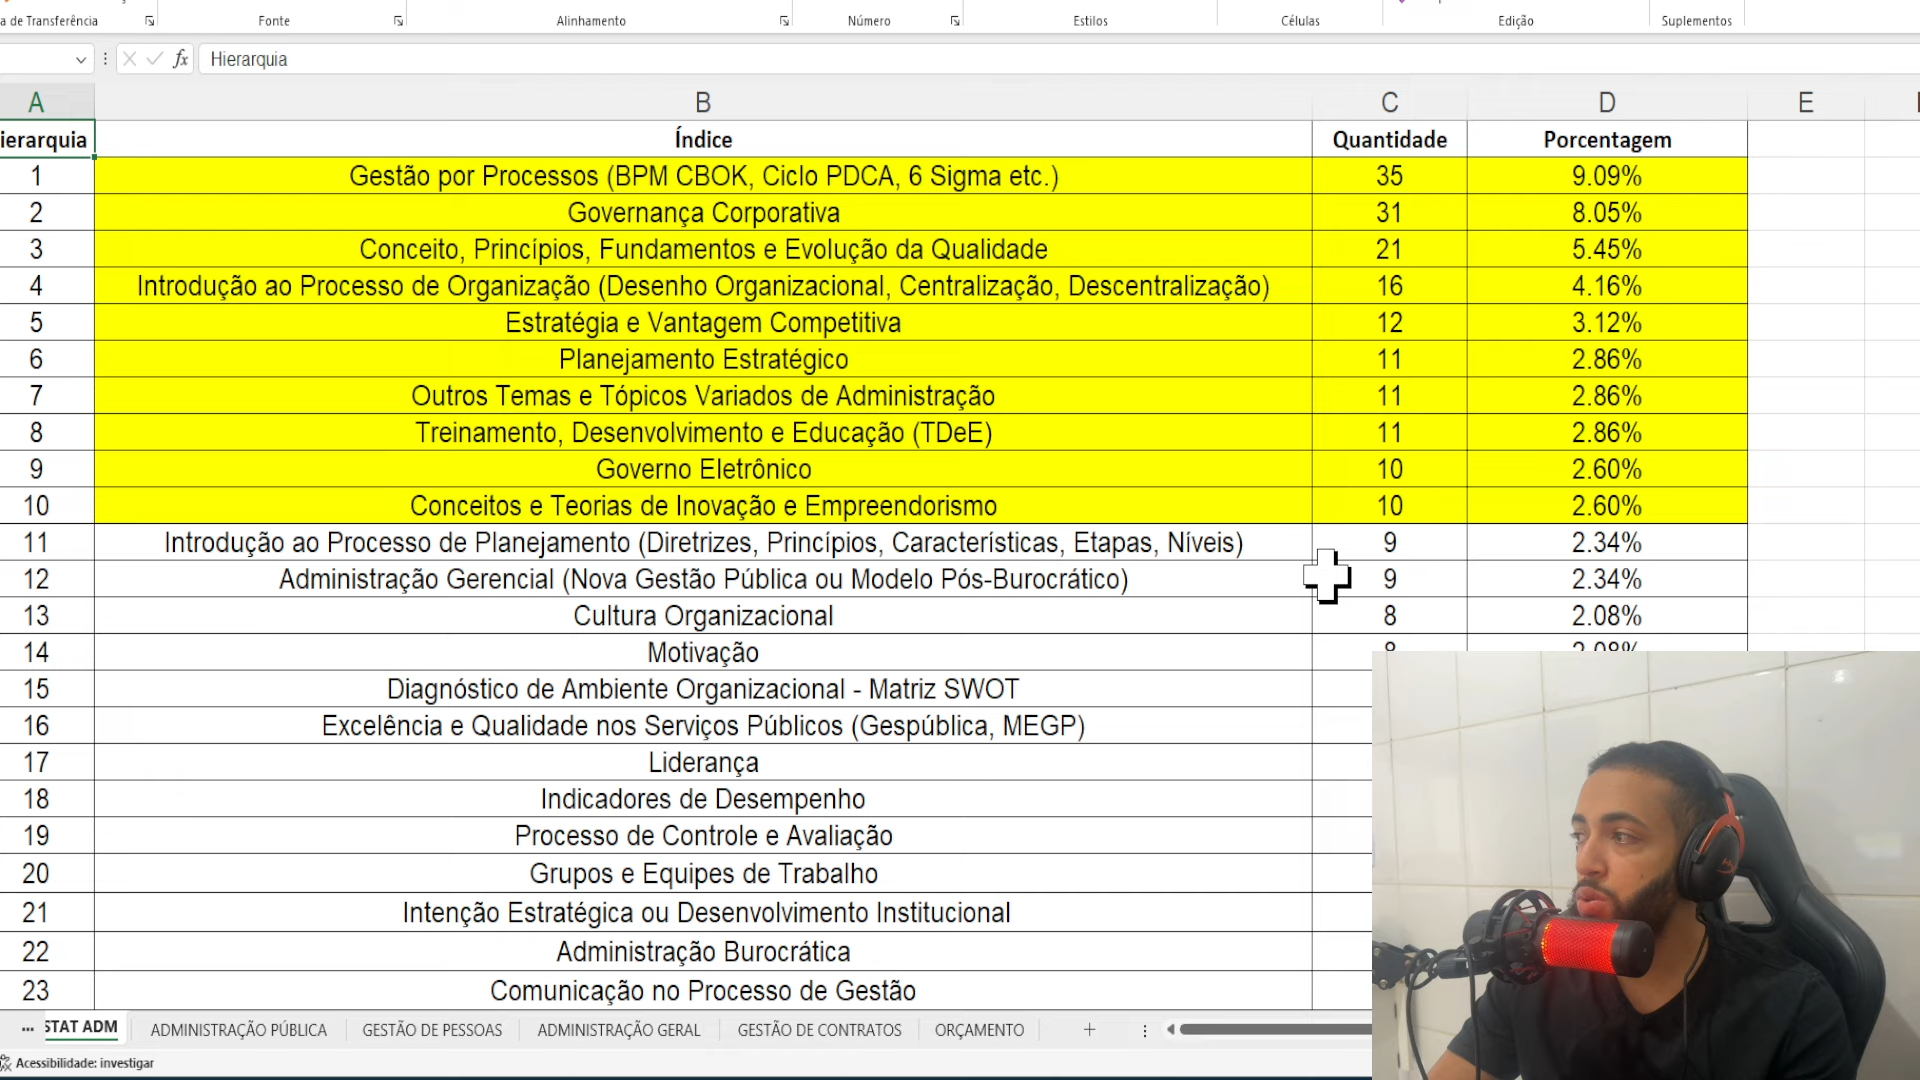 a de Transferência Fonte Alinhamento Número Estilos Células Edição Suplementos
fx Hierarquia
A B C D E
ierarquia Índice Quantidade Porcentagem
1 Gestão por Processos (BPM CBOK, Ciclo PDCA, 6 Sigma etc.) 35 9.09%
2 Governança Corporativa 31 8.05%
3 Conceito, Princípios, Fundamentos e Evolução da Qualidade 21 5.45%
4 Introdução ao Processo de Organização (Desenho Organizacional, Centralização, Descentralização) 16 4.16%
5 Estratégia e Vantagem Competitiva 12 3.12%
6 Planejamento Estratégico 11 2.86%
7 Outros Temas e Tópicos Variados de Administração 11 2.86%
8 Treinamento, Desenvolvimento e Educação (TDeE) 11 2.86%
9 Governo Eletrônico 10 2.60%
10 Conceitos e Teorias de Inovação e Empreendorismo 10 2.60%
11 Introdução ao Processo de Planejamento (Diretrizes, Princípios, Características, Etapas, Níveis) 9 2.34%
12 Administração Gerencial (Nova Gestão Pública ou Modelo Pós-Burocrático) 9 2.34%
13 Cultura Organizacional 8 2.08%
14 Motivação 8 2.08%
15 Diagnóstico de Ambiente Organizacional - Matriz SWOT
16 Excelência e Qualidade nos Serviços Públicos (Gespública, MEGP)
17 Liderança
18 Indicadores de Desempenho
19 Processo de Controle e Avaliação
20 Grupos e Equipes de Trabalho
21 Intenção Estratégica ou Desenvolvimento Institucional
22 Administração Burocrática
23 Comunicação no Processo de Gestão
... STAT ADM ADMINISTRAÇÃO PÚBLICA GESTÃO DE PESSOAS ADMINISTRAÇÃO GERAL GESTÃO DE CONTRATOS ORÇAMENTO +
Acessibilidade: investigar